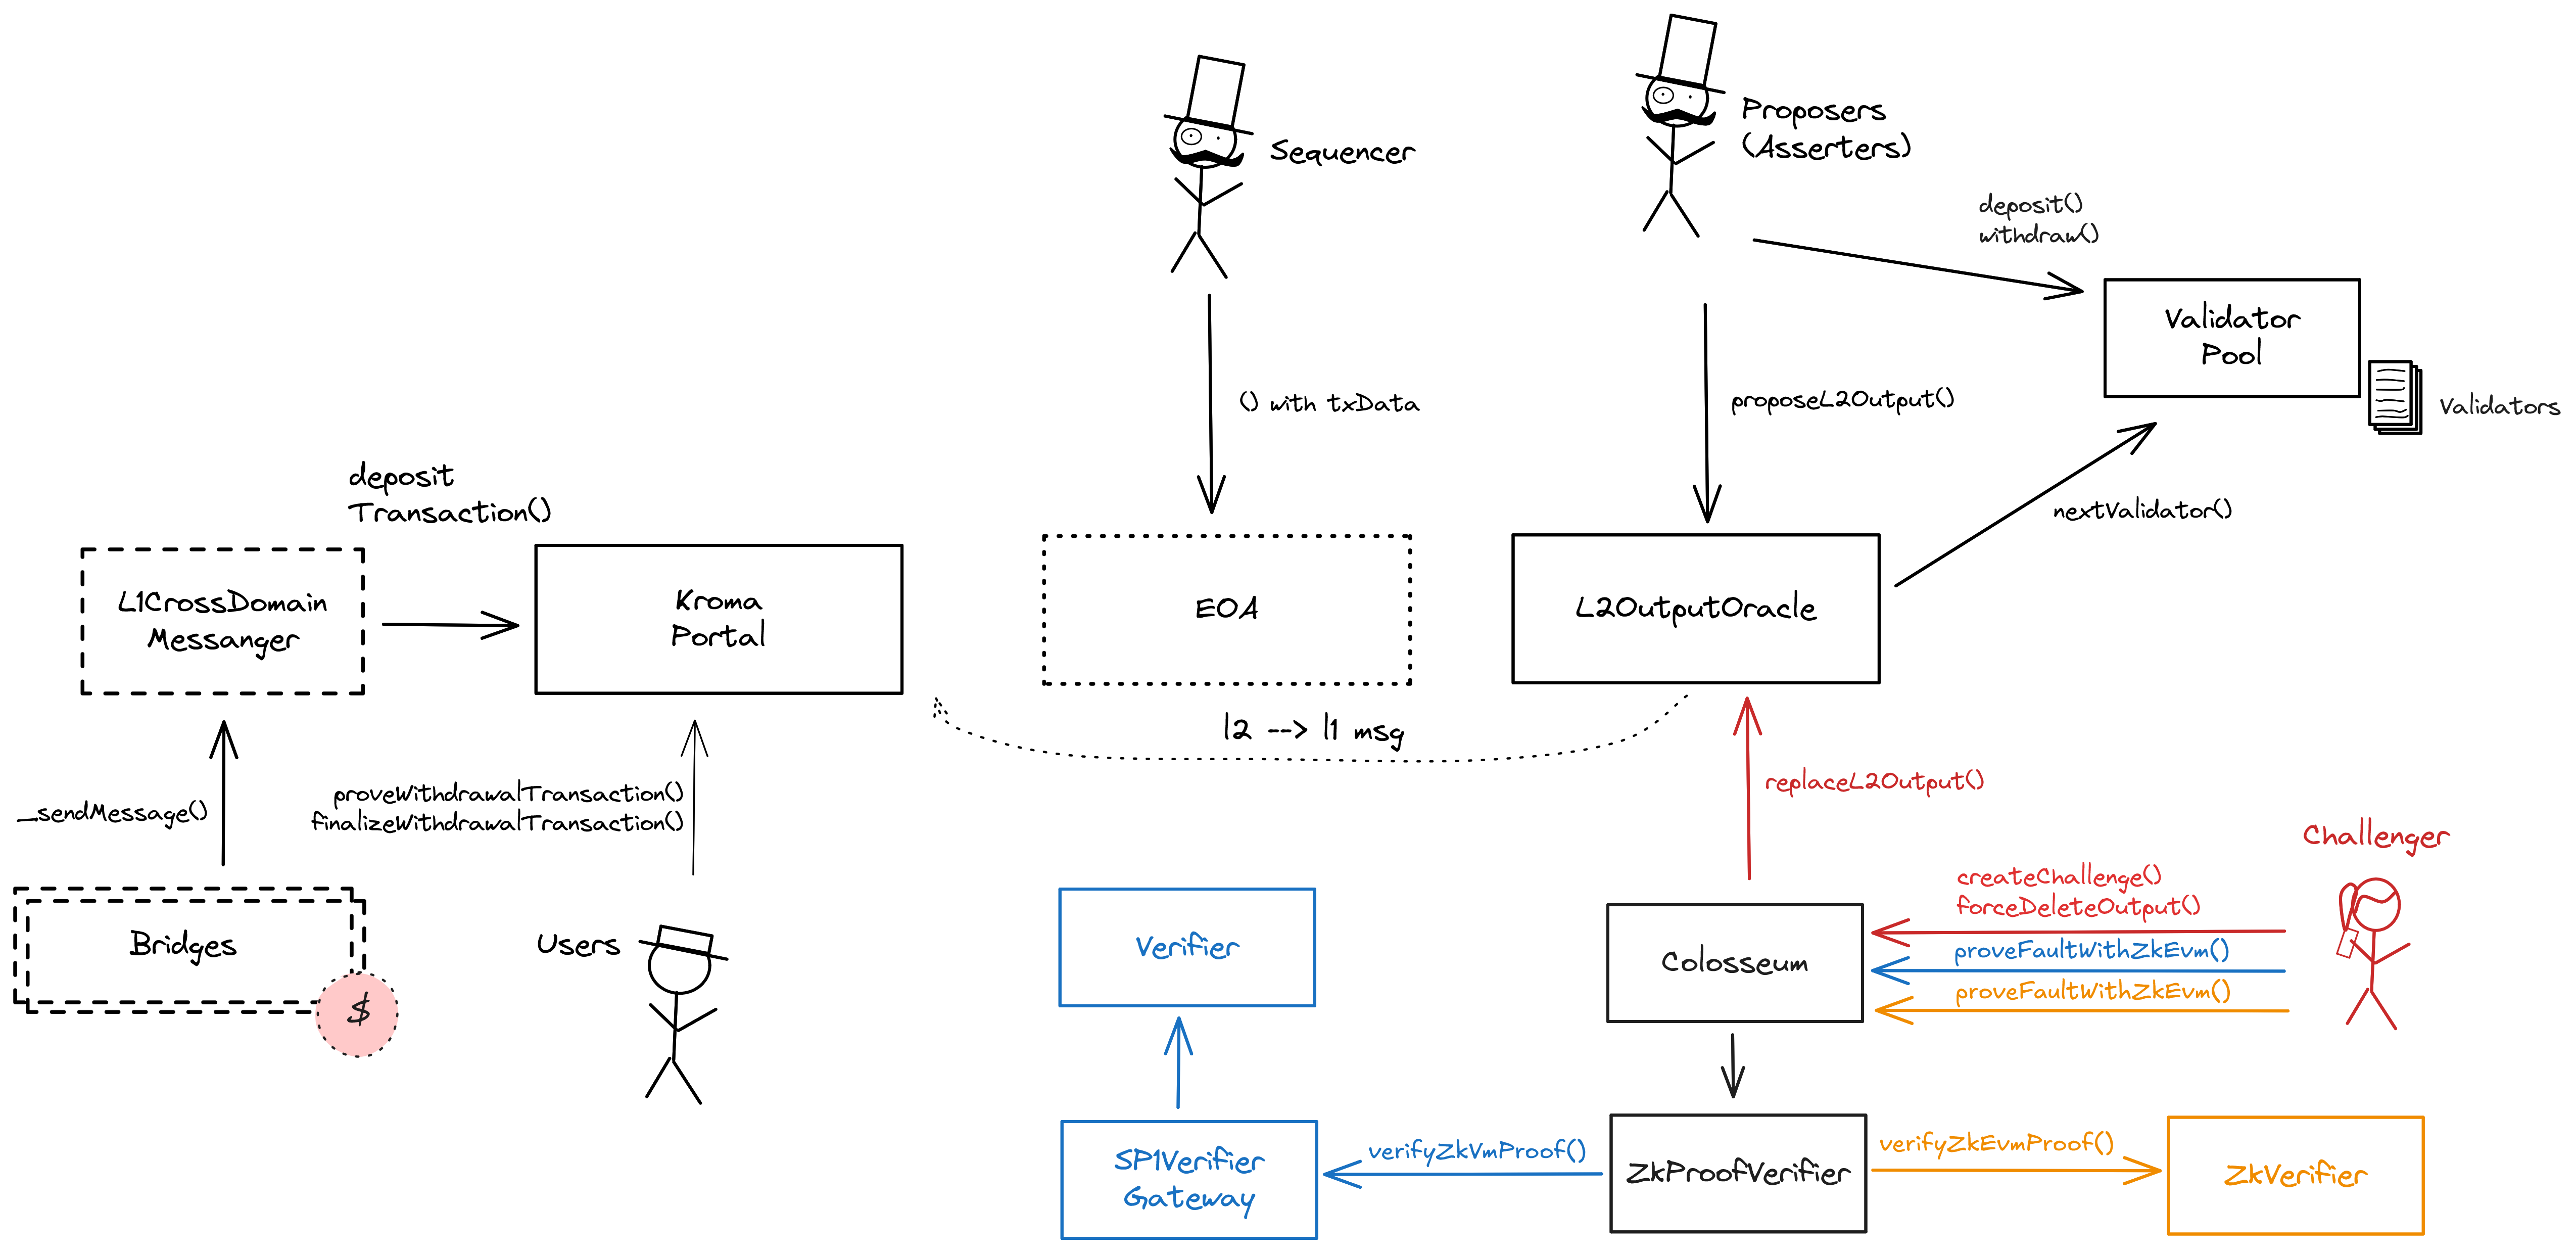 Sequencer
Proposers
(Asserters)
deposit()
withdraw()
Validator
Pool
Validators
() with txData
proposeL2Output()
nextValidator()
deposit
Transaction()
L1CrossDomain
Messanger
Kroma
Portal
EOA
L2OutputOracle
l2 --> l1 msg
_sendMessage()
proveWithdrawalTransaction()
finalizeWithdrawalTransaction()
replaceL2Output()
Challenger
createChallenge()
forceDeleteOutput()
proveFaultWithZkEvm()
proveFaultWithZkEvm()
Bridges
$
Users
Verifier
Colosseum
SP1Verifier
Gateway
verifyZkVmProof()
ZkProofVerifier
verifyZkEvmProof()
ZkVerifier